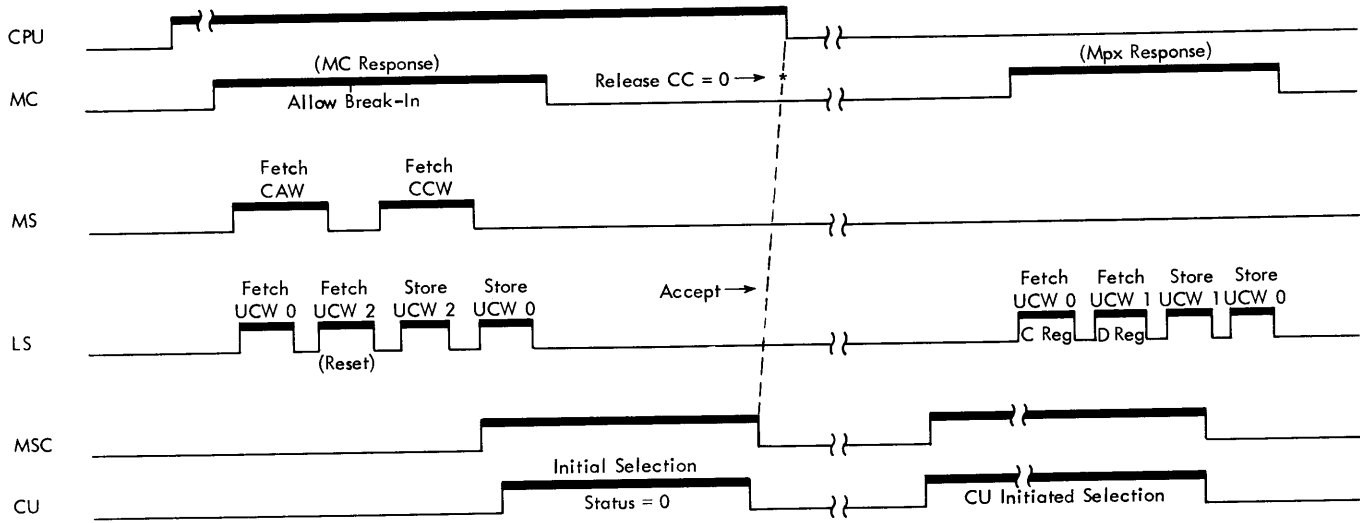 CPU
(MC Response)
Release CC = 0 → *
(Mpx Response)
MC
Allow Break-In
Fetch
CAW
Fetch
CCW
MS
Fetch
UCW 0
Fetch
UCW 2
Store
UCW 2
Store
UCW 0
Accept →
Fetch
UCW 0
Fetch
UCW 1
Store
UCW 1
Store
UCW 0
LS
(Reset)
C Reg
D Reg
MSC
Initial Selection
CU
Status = 0
CU Initiated Selection